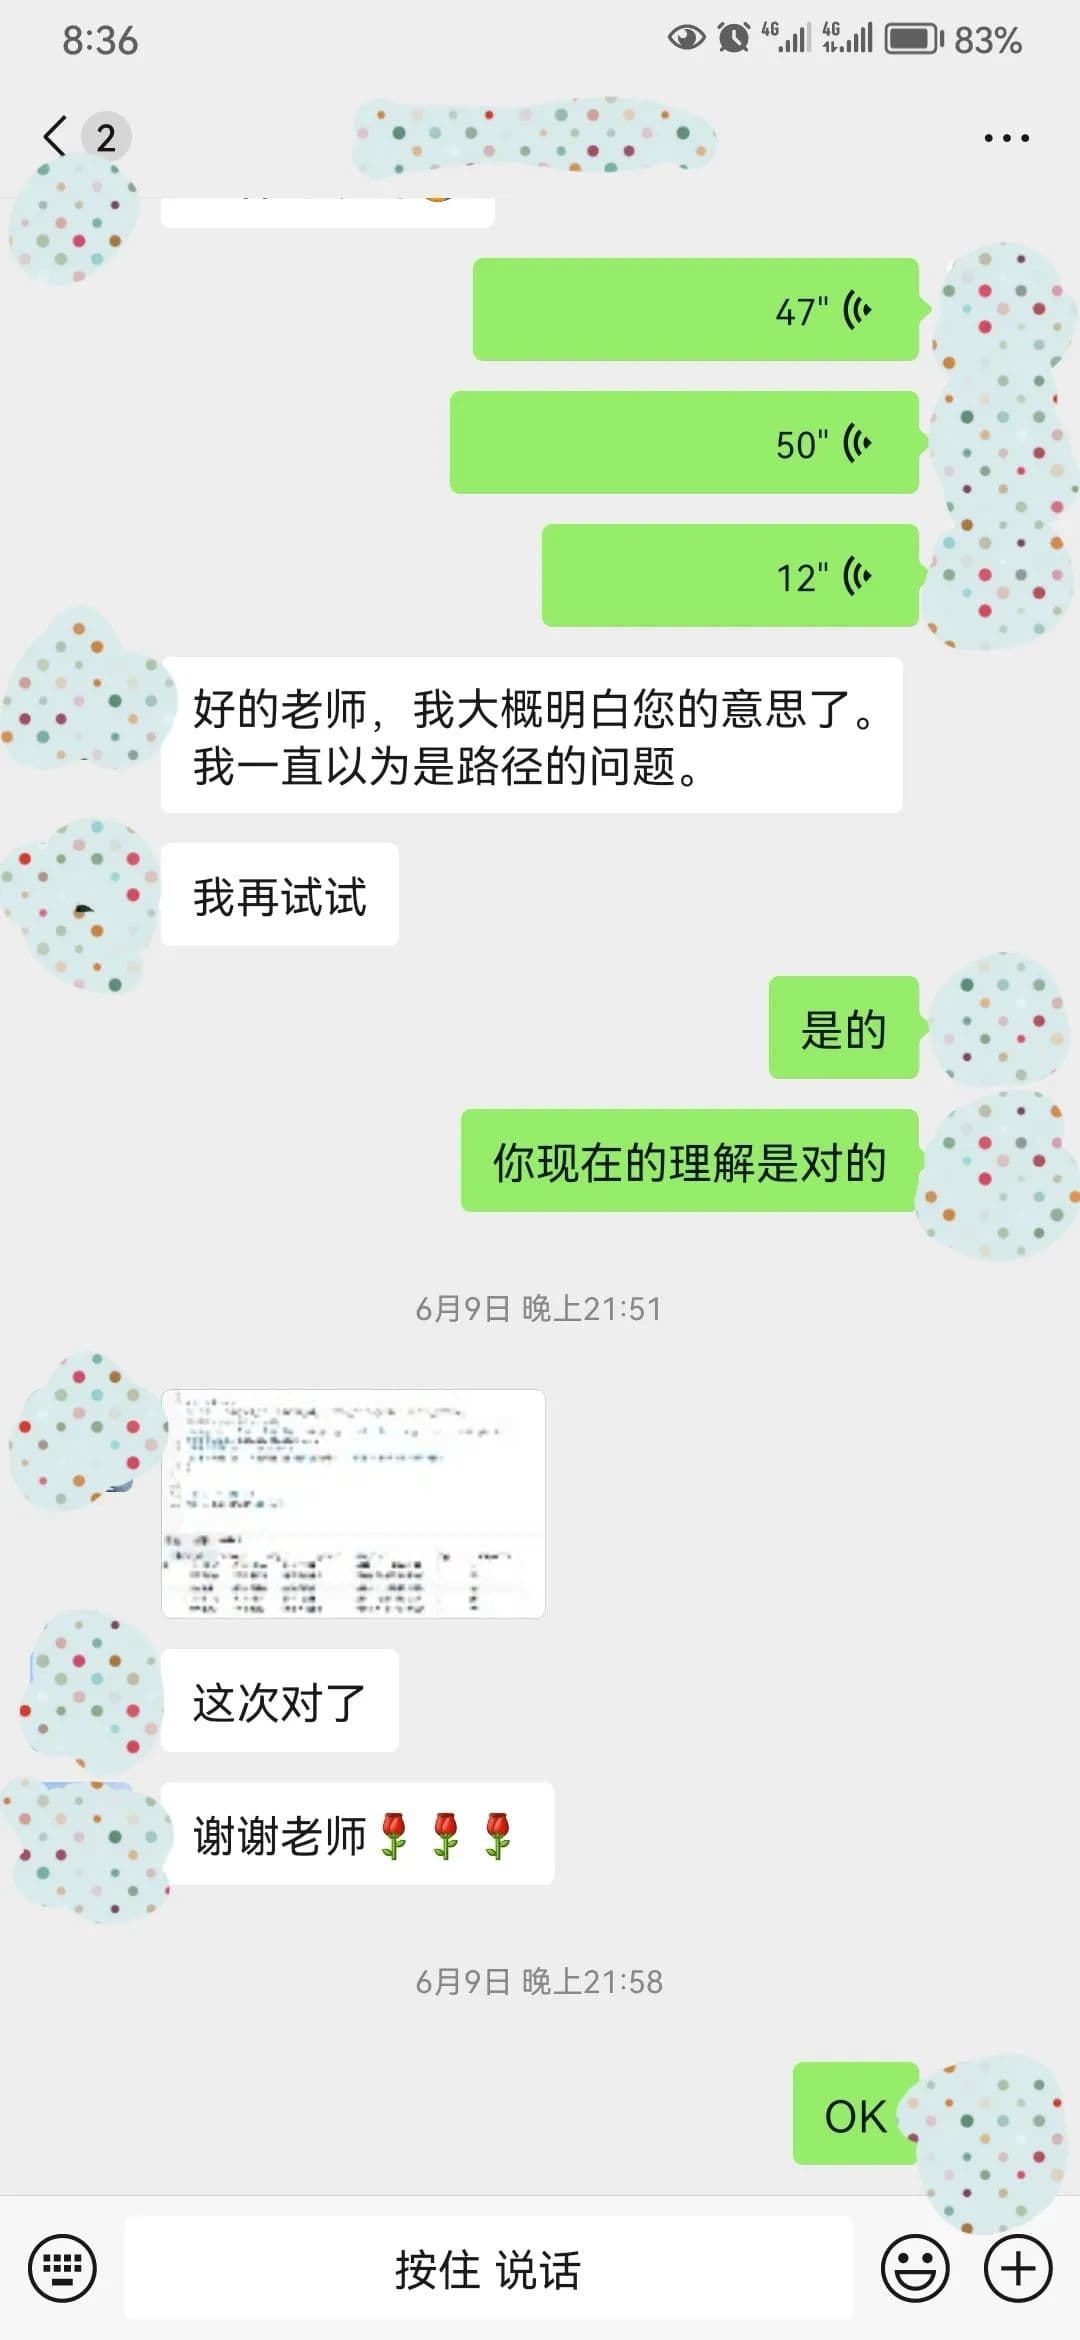 8:36
4G 4G 83%
2
47"
50"
12"
好的老师，我大概明白您的意思了。
我一直以为是路径的问题。
我再试试
是的
你现在的理解是对的
6月9日 晚上21:51
这次对了
谢谢老师🌹🌹🌹
6月9日 晚上21:58
OK
按住 说话